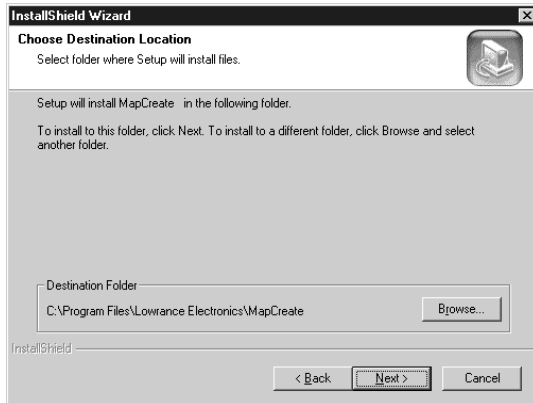 InstallShield Wizard
Choose Destination Location
Select folder where Setup will install files.
Setup will install MapCreate in the following folder.
To install to this folder, click Next. To install to a different folder, click Browse and select
another folder.
Destination Folder
C:\Program Files\Lowrance Electronics\MapCreate
Browse...
InstallShield
< Back
Next >
Cancel